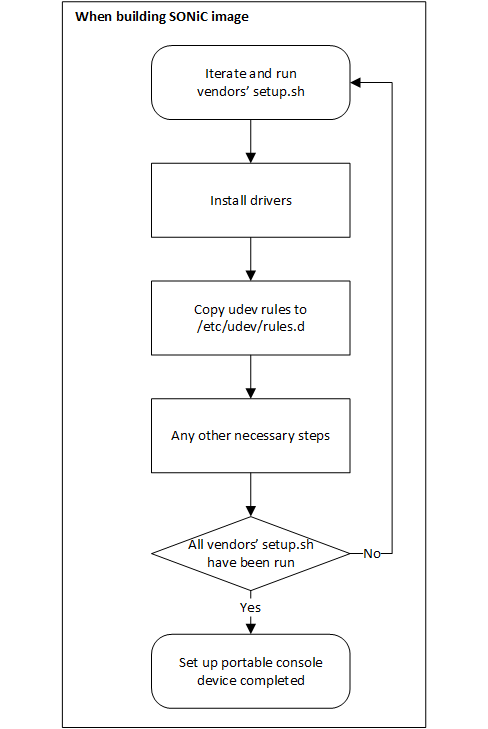 When building SONiC image
Iterate and run
vendors’ setup.sh
Install drivers
Copy udev rules to
/etc/udev/rules.d
Any other necessary steps
All vendors’ setup.sh
have been run
No
Yes
Set up portable console
device completed